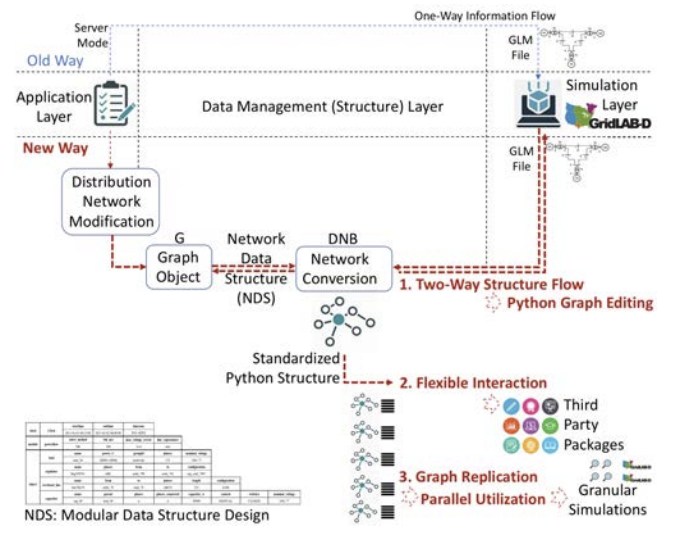 One-Way Information Flow
Server
Mode
GLM
File
Old Way
Application
Layer
Data Management (Structure) Layer
Simulation
Layer
GridLAB-D
New Way
GLM
File
Distribution
Network
Modification
G
Graph
Object
Network
Data
Structure
(NDS)
DNB
Network
Conversion
1. Two-Way Structure Flow
Python Graph Editing
Standardized
Python Structure
2. Flexible Interaction
Third
Party
Packages
3. Graph Replication
Parallel Utilization
GridLAB-D
GridLAB-D
Granular
Simulations
NDS: Modular Data Structure Design